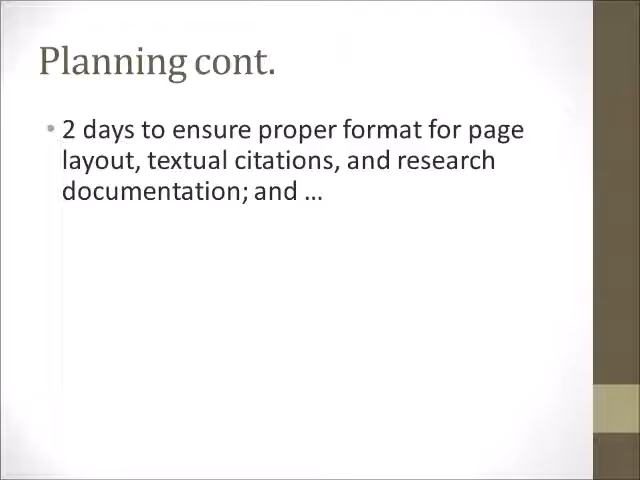 Planning cont.
• 2 days to ensure proper format for page
layout, textual citations, and research
documentation; and …